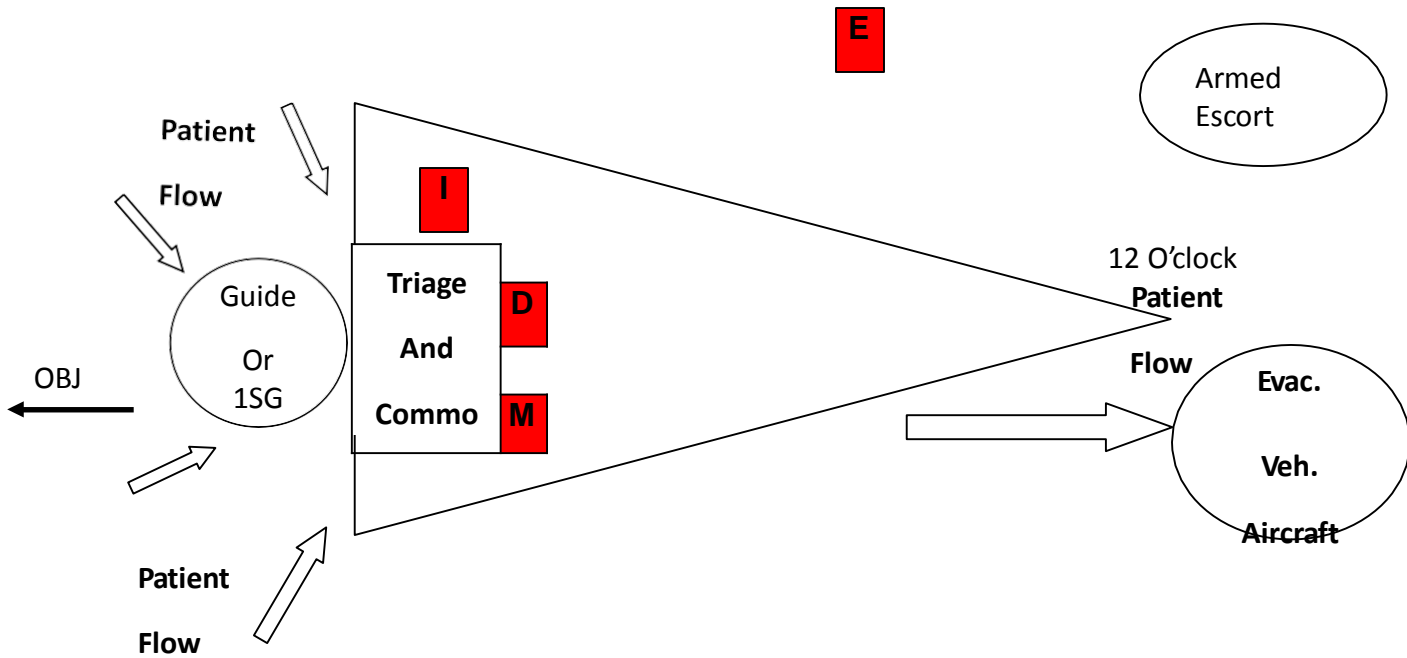 E
Armed
Escort
Patient
Flow
I
12 O’clock
Patient
Flow
Guide
Or
1SG
Triage
And
Commo
D
M
OBJ
Evac.
Veh.
Aircraft
Patient
Flow